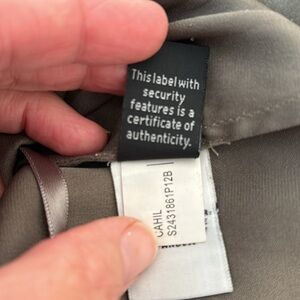 This label with
security
features is a
certificate of
authenticity.
CAHIL
S2431861P12B